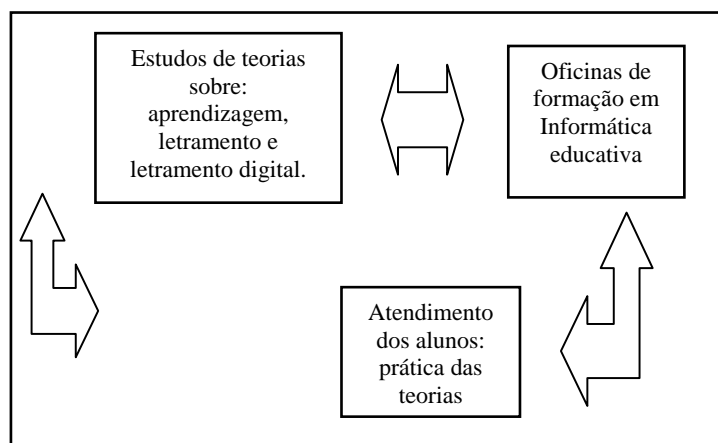 Estudos de teorias
sobre:
aprendizagem,
letramento e
letramento digital.
Oficinas de
formação em
Informática
educativa
Atendimento
dos alunos:
prática das
teorias